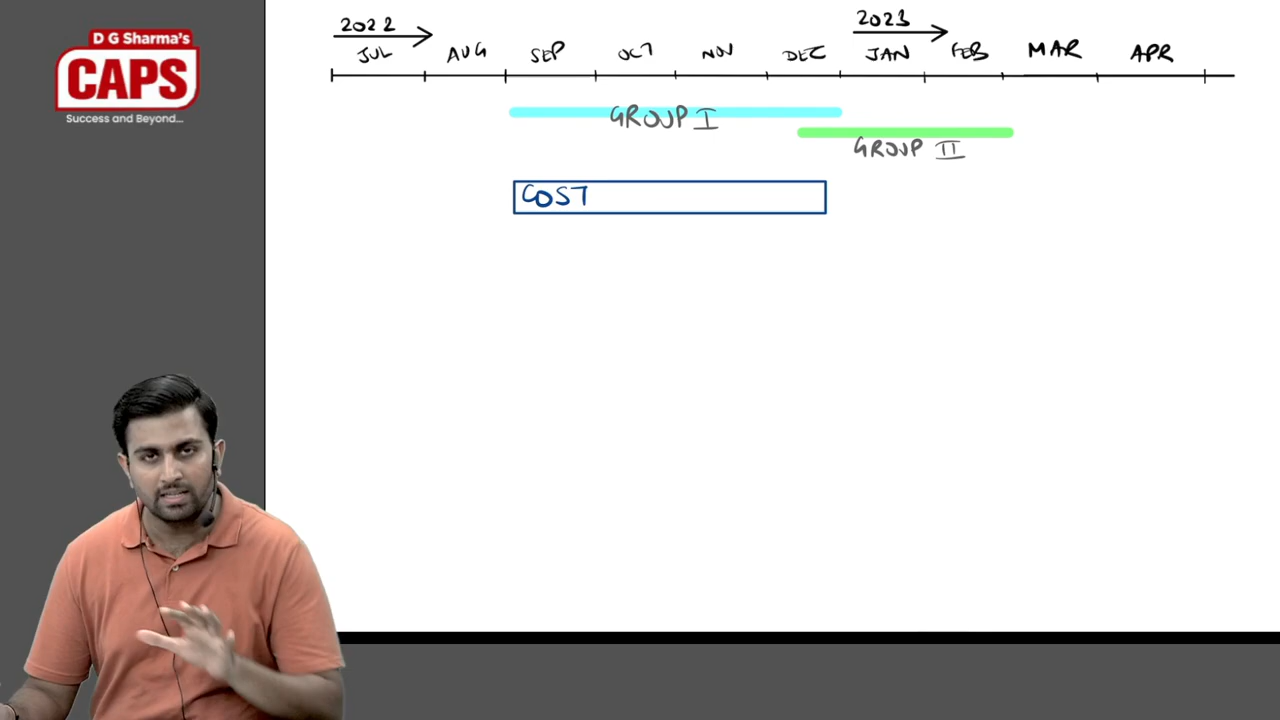 D G Sharma's
CAPS
Success and Beyond...
2022 2023
JUL AUG SEP OCT NOV DEC JAN FEB MAR APR
GROUP I
GROUP II
COST